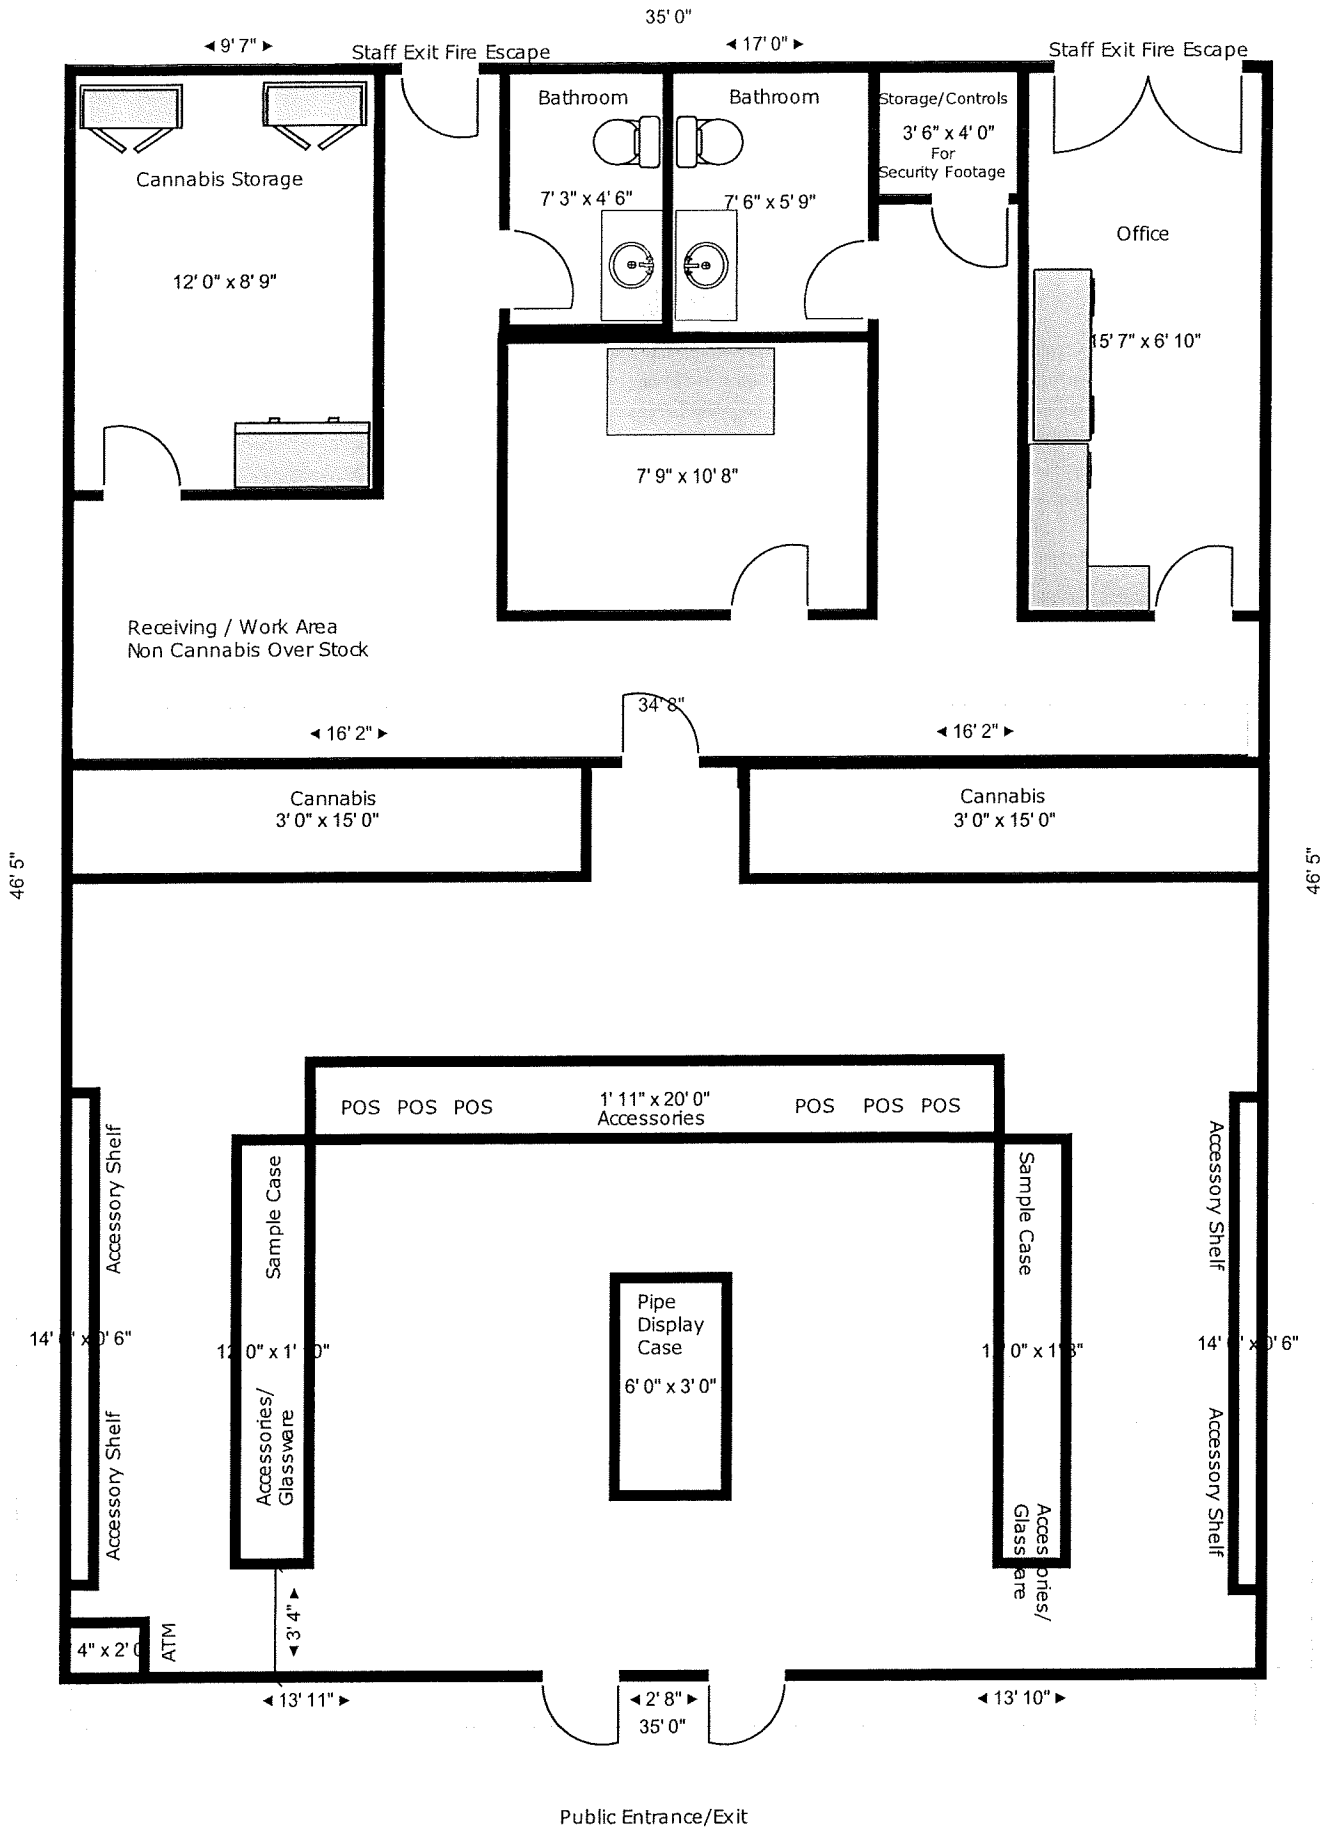 35' 0"
9' 7"
Staff Exit Fire Escape
17' 0"
Staff Exit Fire Escape
Bathroom
Bathroom
Storage/Controls
3' 6" x 4' 0"
For
Security Footage
Cannabis Storage
7' 3" x 4' 6"
7' 6" x 5' 9"
Office
12' 0" x 8' 9"
15' 7" x 6' 10"
7' 9" x 10' 8"
Receiving / Work Area
Non Cannabis Over Stock
34' 8"
16' 2"
16' 2"
Cannabis
3' 0" x 15' 0"
Cannabis
3' 0" x 15' 0"
46' 5"
46' 5"
POS POS POS
1' 11" x 20' 0"
Accessories
POS POS POS
Accessory Shelf
Sample Case
Sample Case
Accessory Shelf
Pipe
Display
Case
6' 0" x 3' 0"
Accessory Shelf
Accessories/
Glassware
Accessory Shelf
3' 4"
ATM
13' 11"
2' 8"
35' 0"
13' 10"
Public Entrance/Exit